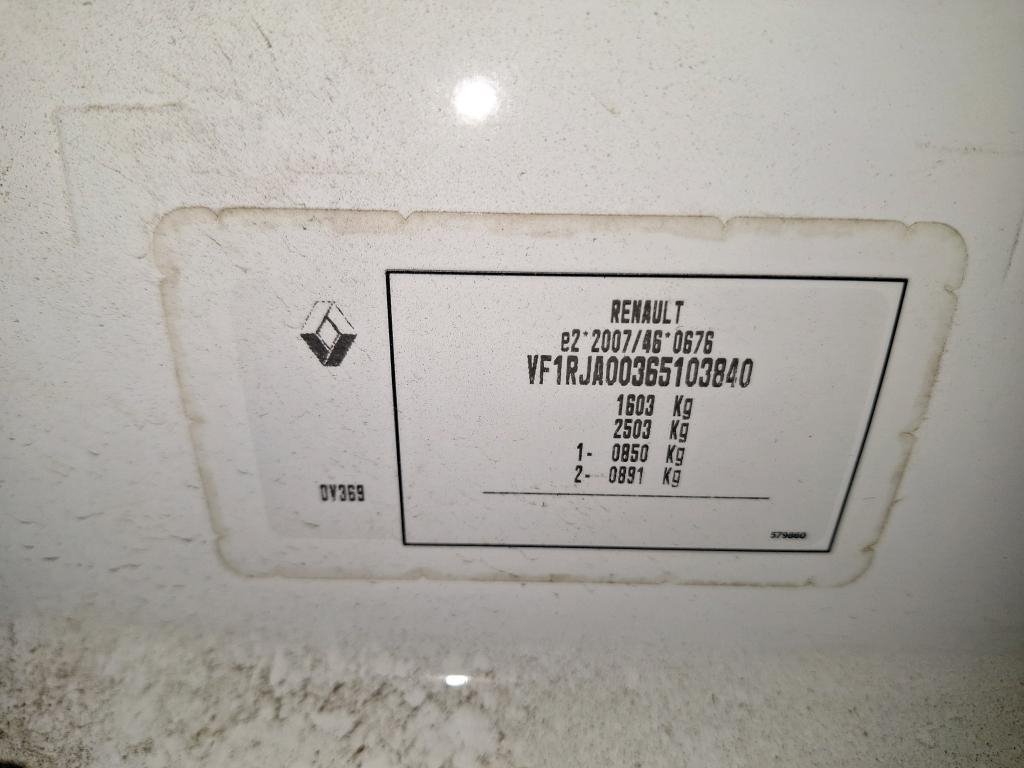 RENAULT
e2*2007/46*0676
VF1RJA00365103840
1603 Kg
2503 Kg
1- 0850 Kg
2- 0891 Kg
DV369
579860